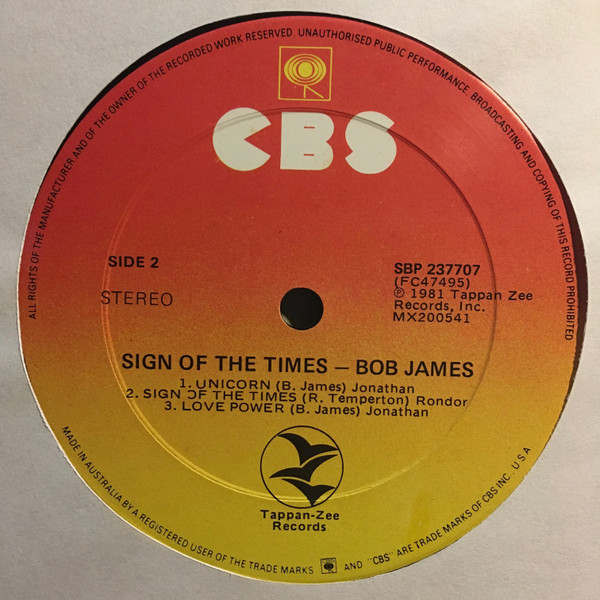 ALL RIGHTS OF THE MANUFACTURER AND OF THE OWNER OF THE RECORDED WORK RESERVED. UNAUTHORISED PUBLIC PERFORMANCE, BROADCASTING AND COPYING OF THIS RECORD PROHIBITED
CBS
SIDE 2
STEREO
SBP 237707
(FC47495)
℗ 1981 Tappan Zee
Records, Inc.
MX200541
SIGN OF THE TIMES — BOB JAMES
1. UNICORN (B. James) Jonathan
2. SIGN OF THE TIMES (R. Temperton) Rondor
3. LOVE POWER (B. James) Jonathan
Tappan-Zee
Records
MADE IN AUSTRALIA BY A REGISTERED USER OF THE TRADE MARKS AND "CBS" ARE TRADE MARKS OF CBS INC., U.S.A